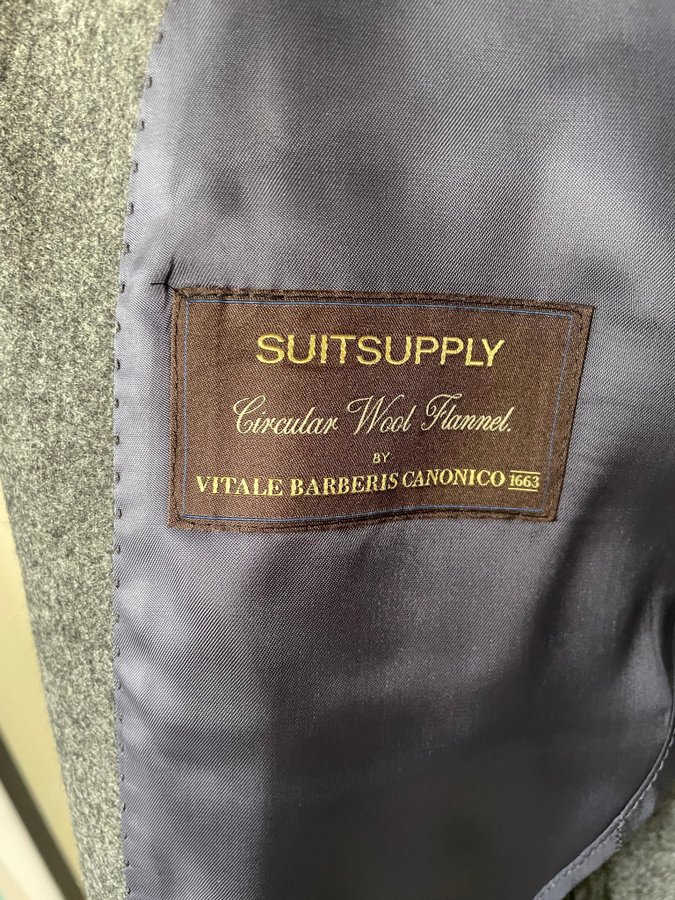 SUITSUPPLY
Circular Wool Flannel.
BY
VITALE BARBERIS CANONICO 1663